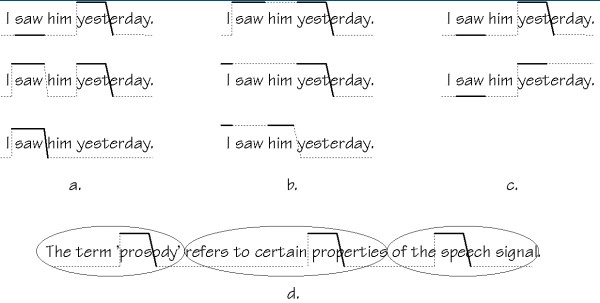 I saw him yesterday. I saw him yesterday. I saw him yesterday.
I saw him yesterday. I saw him yesterday. I saw him yesterday.
I saw him yesterday. I saw him yesterday.
a. b. c.
The term 'prosody' refers to certain properties of the speech signal.
d.